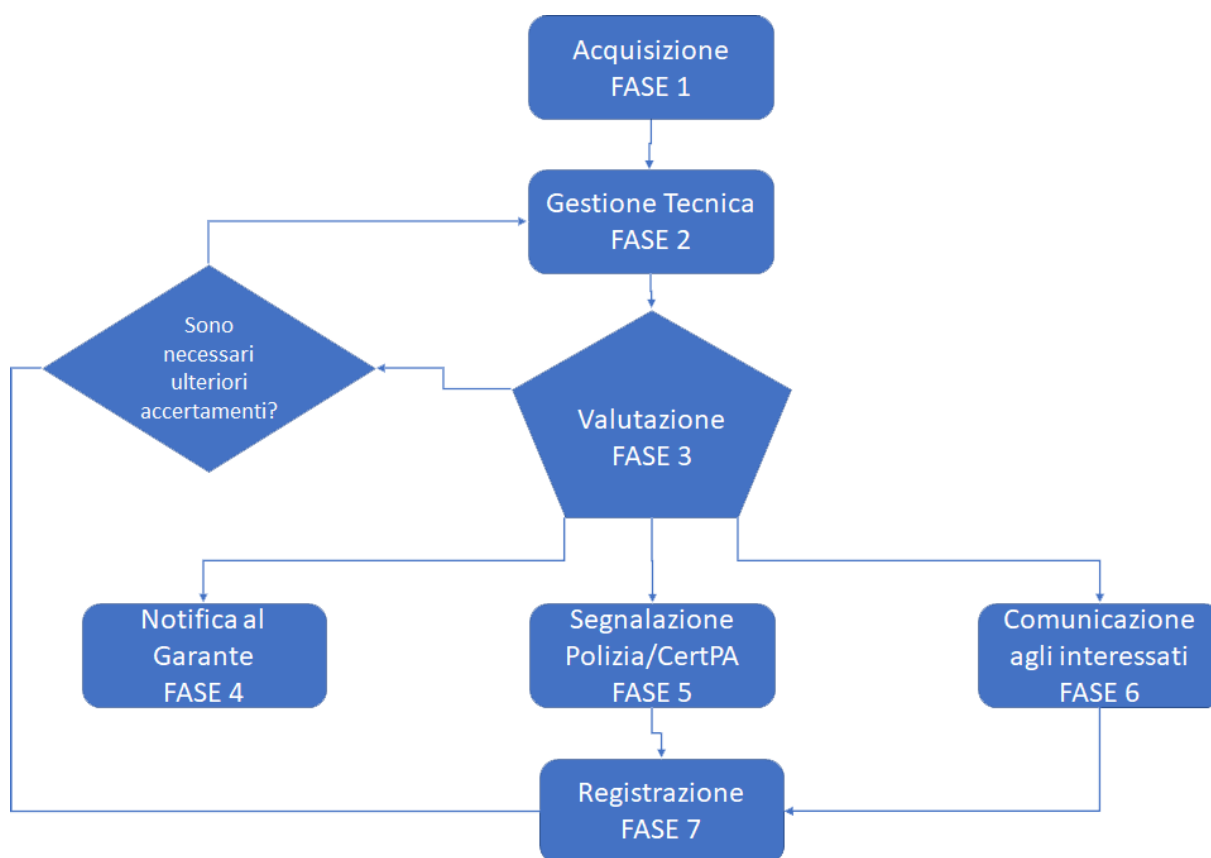 Acquisizione
FASE 1
Gestione Tecnica
FASE 2
Sono
necessari
ulteriori
accertamenti?
Valutazione
FASE 3
Notifica al
Garante
FASE 4
Segnalazione
Polizia/CertPA
FASE 5
Comunicazione
agli interessati
FASE 6
Registrazione
FASE 7